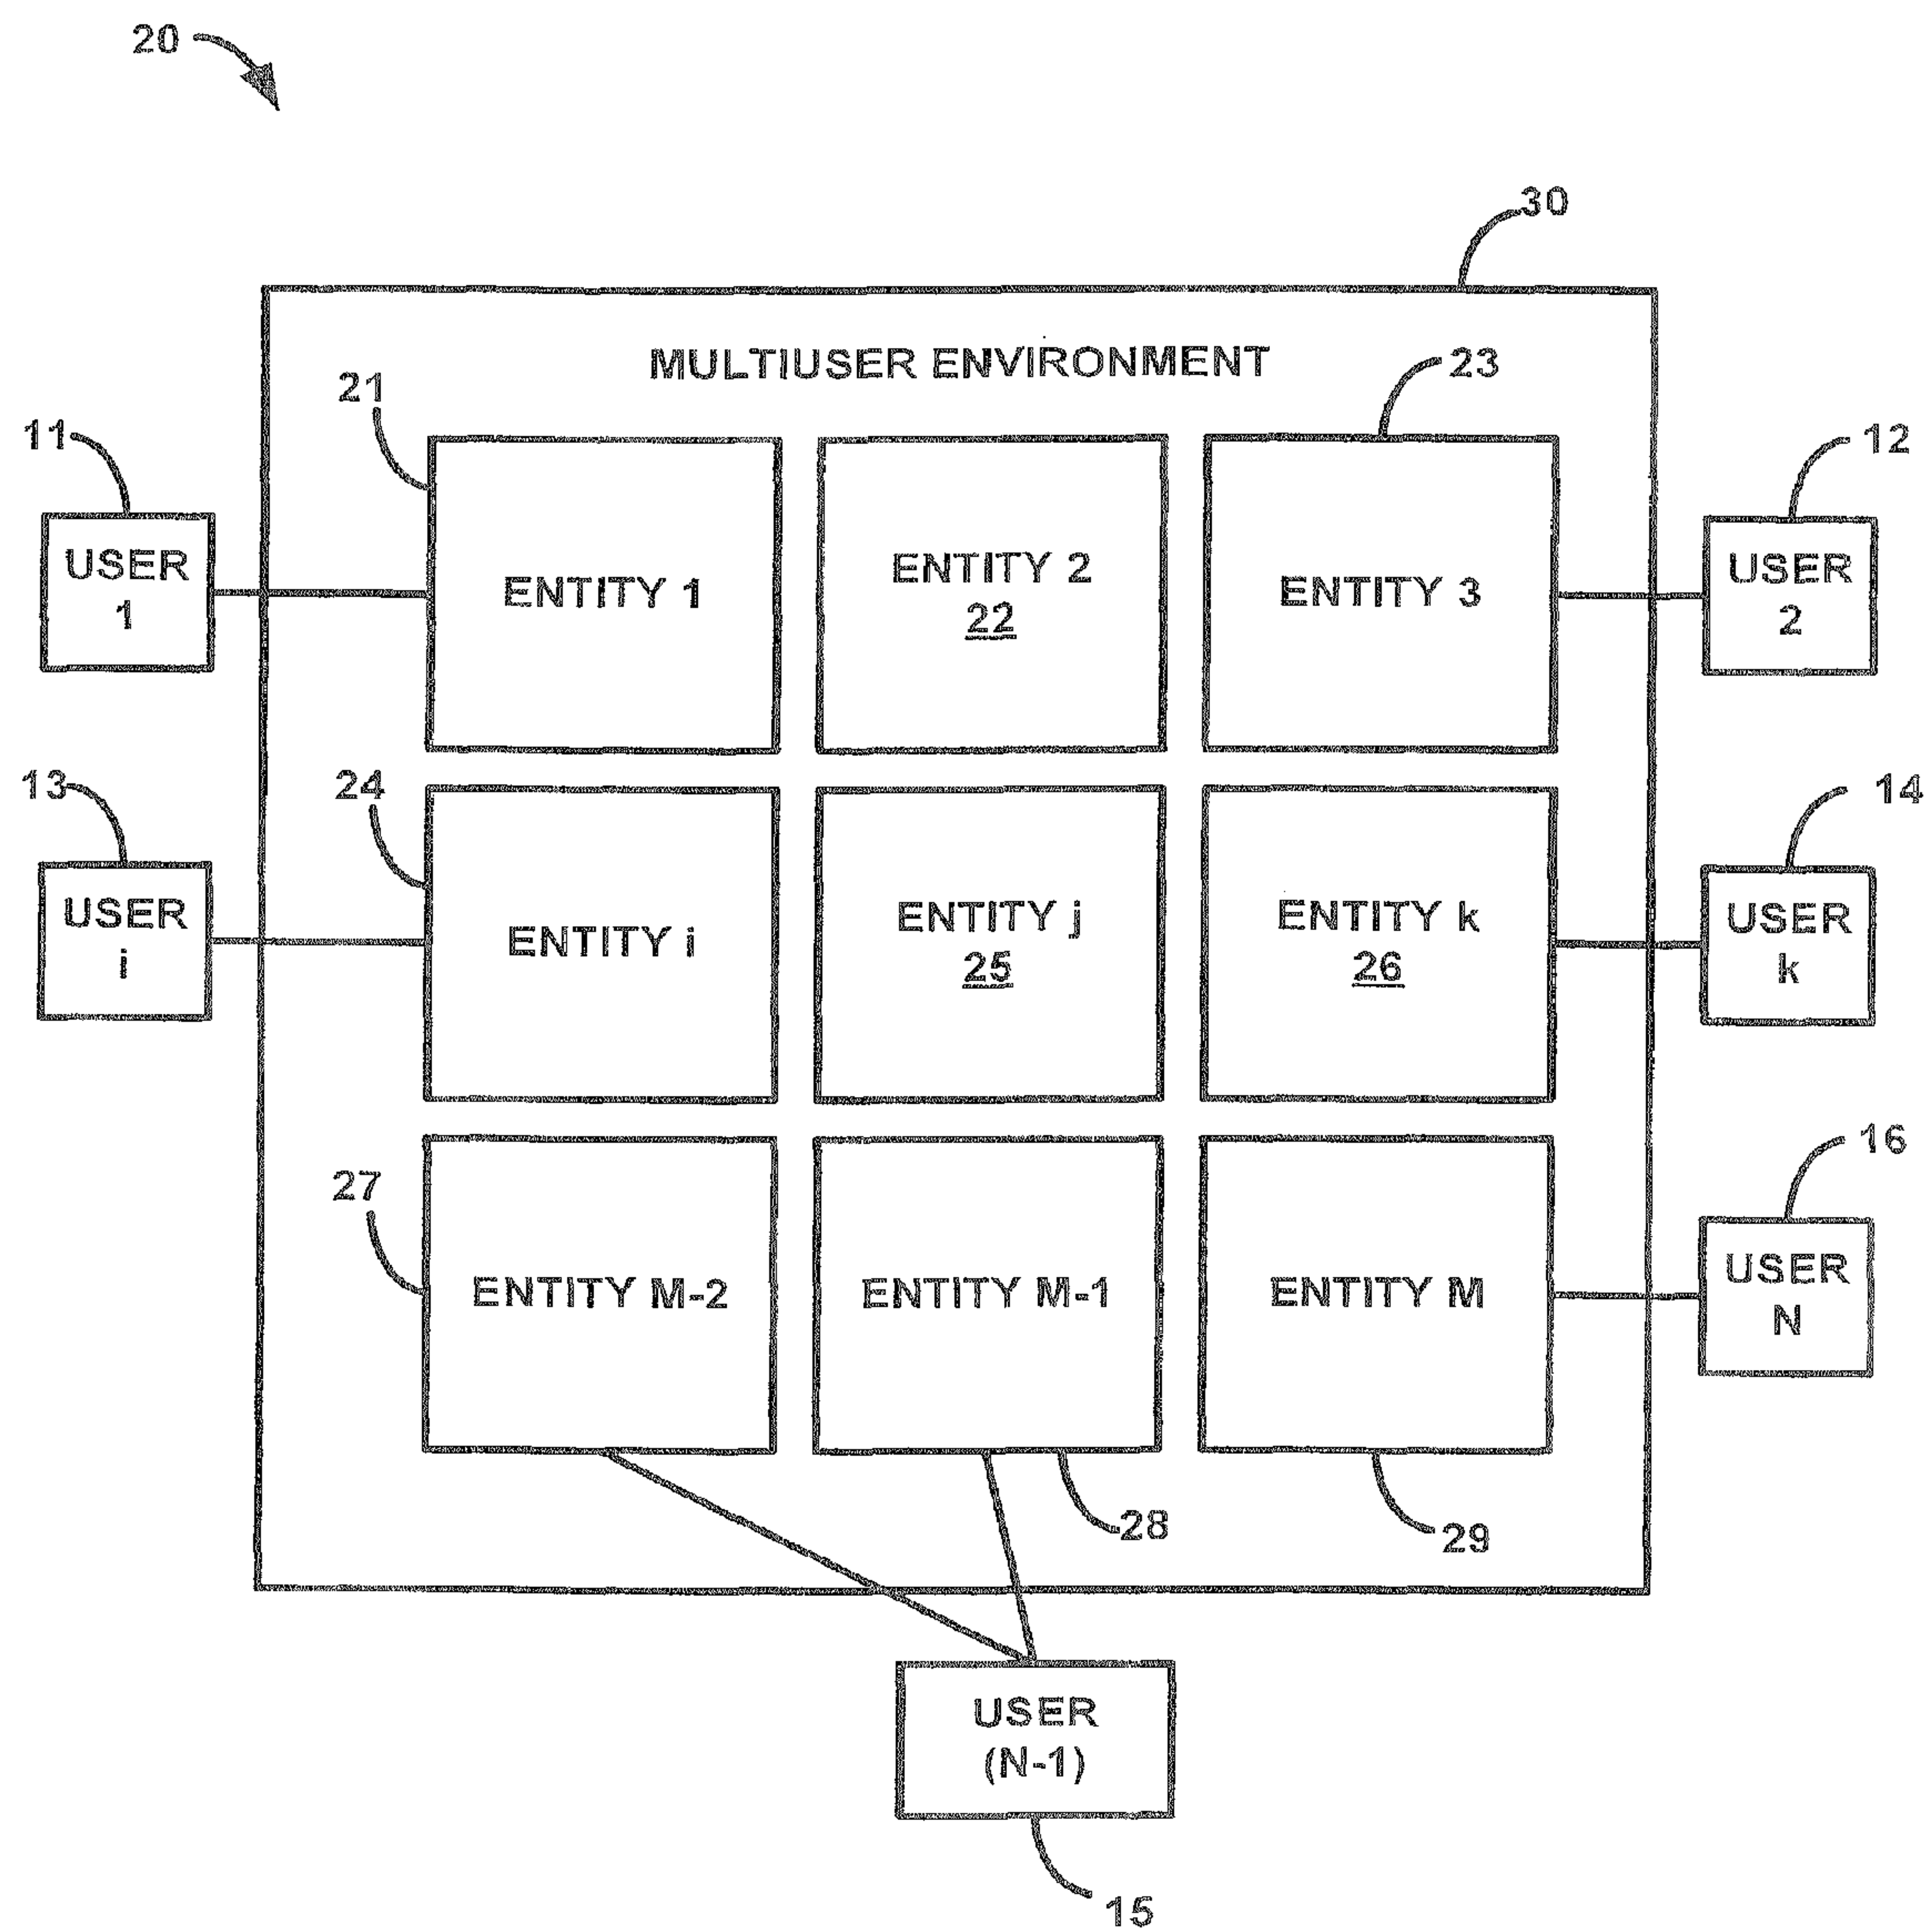 20
30
MULTIUSER ENVIRONMENT
21
23
11
12
USER
1
ENTITY 1
ENTITY 2
22
ENTITY 3
USER
2
13
24
14
USER
i
ENTITY i
ENTITY j
25
ENTITY k
26
USER
k
27
16
ENTITY M-2
ENTITY M-1
ENTITY M
USER
N
28
29
USER
(N-1)
15